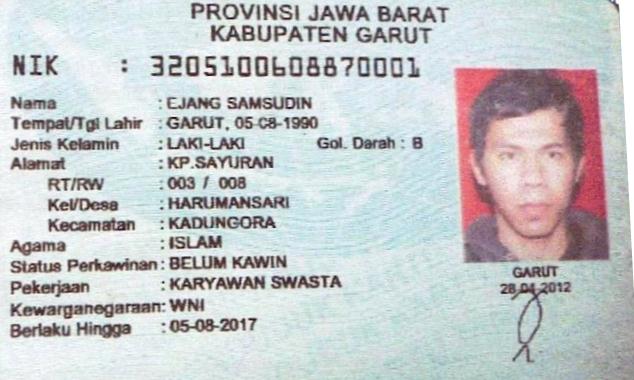 PROVINSI JAWA BARAT
KABUPATEN GARUT
NIK : 3205100608870001
Nama : EJANG SAMSUDIN
Tempat/Tgl Lahir : GARUT, 05-08-1990
Jenis Kelamin : LAKI-LAKI Gol. Darah : B
Alamat : KP.SAYURAN
RT/RW : 003 / 008
Kel/Desa : HARUMANSARI
Kecamatan : KADUNGORA
Agama : ISLAM
Status Perkawinan : BELUM KAWIN
Pekerjaan : KARYAWAN SWASTA
Kewarganegaraan : WNI
Berlaku Hingga : 05-08-2017
GARUT
28-04-2012